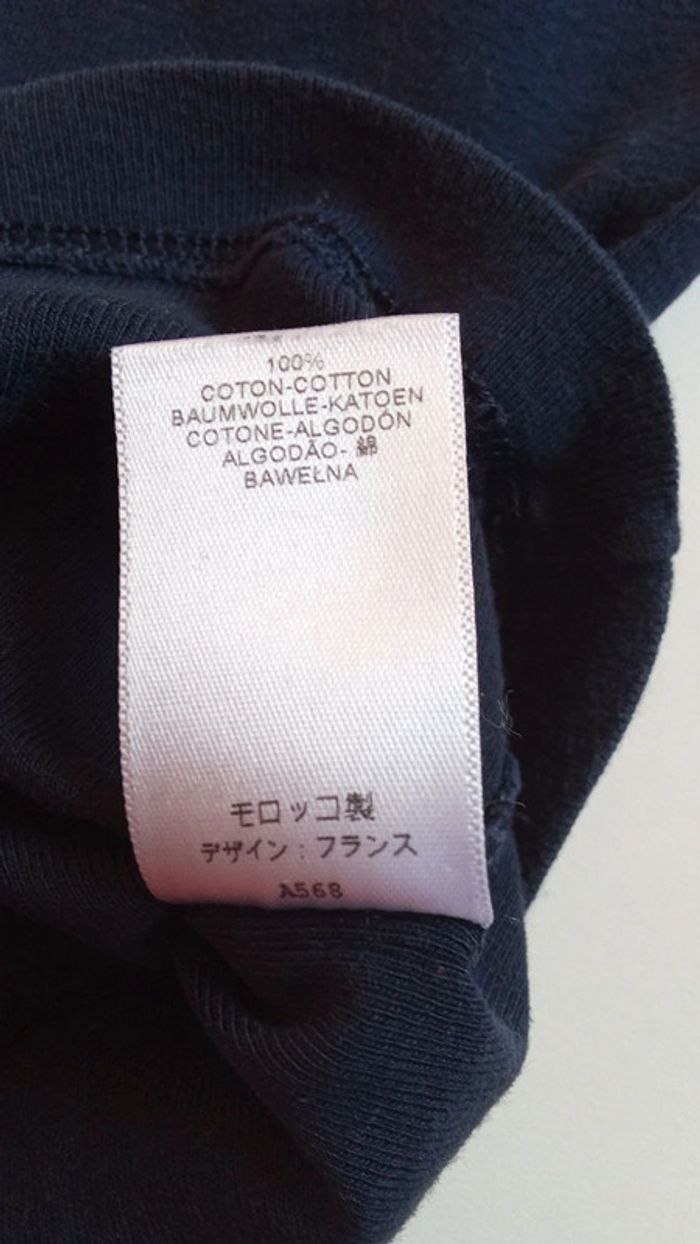 100%
COTON-COTTON
BAUMWOLLE-KATOEN
COTONE-ALGODÓN
ALGODÃO- 綿
BAWEŁNA
モロッコ製
デザイン : フランス
A568